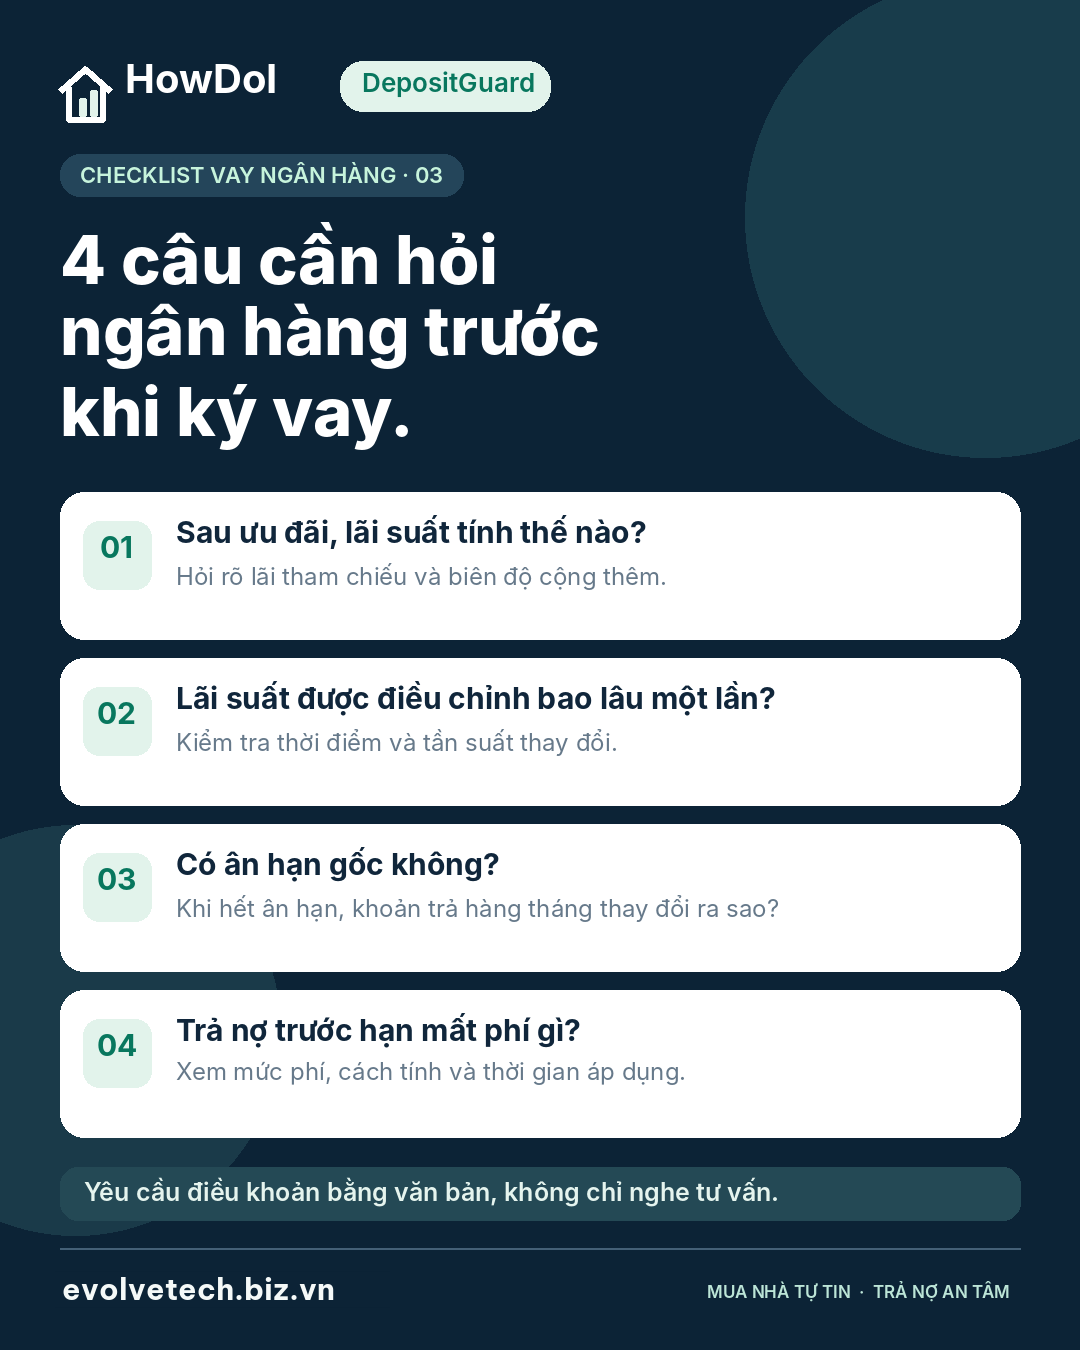 HowDoI
DepositGuard
CHECKLIST VAY NGÂN HÀNG · 03
4 câu cần hỏi
ngân hàng trước
khi ký vay.
01
Sau ưu đãi, lãi suất tính thế nào?
Hỏi rõ lãi tham chiếu và biên độ cộng thêm.
02
Lãi suất được điều chỉnh bao lâu một lần?
Kiểm tra thời điểm và tần suất thay đổi.
03
Có ân hạn gốc không?
Khi hết ân hạn, khoản trả hàng tháng thay đổi ra sao?
04
Trả nợ trước hạn mất phí gì?
Xem mức phí, cách tính và thời gian áp dụng.
Yêu cầu điều khoản bằng văn bản, không chỉ nghe tư vấn.
evolvetech.biz.vn
MUA NHÀ TỰ TIN · TRẢ NỢ AN TÂM